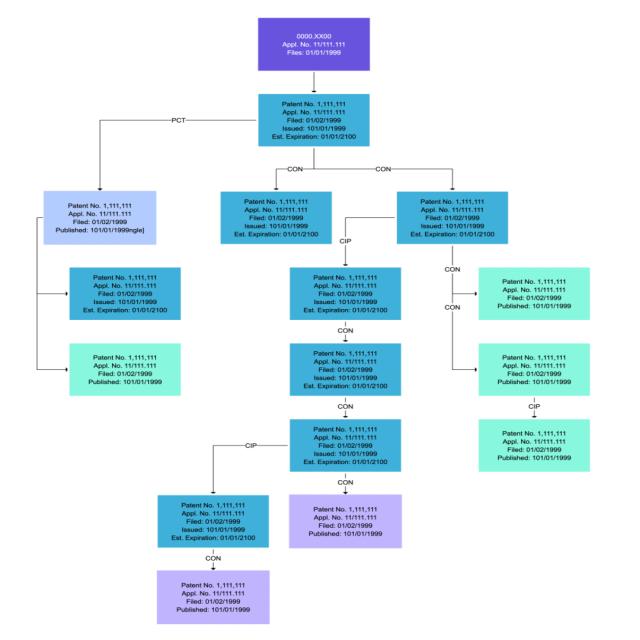 0000.XX00
Appl. No. 11/111.111
Files: 01/01/1999
Patent No. 1,111,111
Appl. No. 11/111.111
Filed: 01/02/1999
Issued: 101/01/1999
Est. Expiration: 01/01/2100
PCT
CON
CON
Patent No. 1,111,111
Appl. No. 11/111.111
Filed: 01/02/1999
Published: 101/01/1999ngle]
Patent No. 1,111,111
Appl. No. 11/111.111
Filed: 01/02/1999
Issued: 101/01/1999
Est. Expiration: 01/01/2100
Patent No. 1,111,111
Appl. No. 11/111.111
Filed: 01/02/1999
Issued: 101/01/1999
Est. Expiration: 01/01/2100
CIP
CON
CON
Patent No. 1,111,111
Appl. No. 11/111.111
Filed: 01/02/1999
Issued: 101/01/1999
Est. Expiration: 01/01/2100
Patent No. 1,111,111
Appl. No. 11/111.111
Filed: 01/02/1999
Issued: 101/01/1999
Est. Expiration: 01/01/2100
Patent No. 1,111,111
Appl. No. 11/111.111
Filed: 01/02/1999
Published: 101/01/1999
CON
Patent No. 1,111,111
Appl. No. 11/111.111
Filed: 01/02/1999
Published: 101/01/1999
Patent No. 1,111,111
Appl. No. 11/111.111
Filed: 01/02/1999
Issued: 101/01/1999
Est. Expiration: 01/01/2100
Patent No. 1,111,111
Appl. No. 11/111.111
Filed: 01/02/1999
Published: 101/01/1999
CON
CIP
Patent No. 1,111,111
Appl. No. 11/111.111
Filed: 01/02/1999
Issued: 101/01/1999
Est. Expiration: 01/01/2100
Patent No. 1,111,111
Appl. No. 11/111.111
Filed: 01/02/1999
Published: 101/01/1999
CIP
CON
Patent No. 1,111,111
Appl. No. 11/111.111
Filed: 01/02/1999
Issued: 101/01/1999
Est. Expiration: 01/01/2100
Patent No. 1,111,111
Appl. No. 11/111.111
Filed: 01/02/1999
Published: 101/01/1999
CON
Patent No. 1,111,111
Appl. No. 11/111.111
Filed: 01/02/1999
Published: 101/01/1999